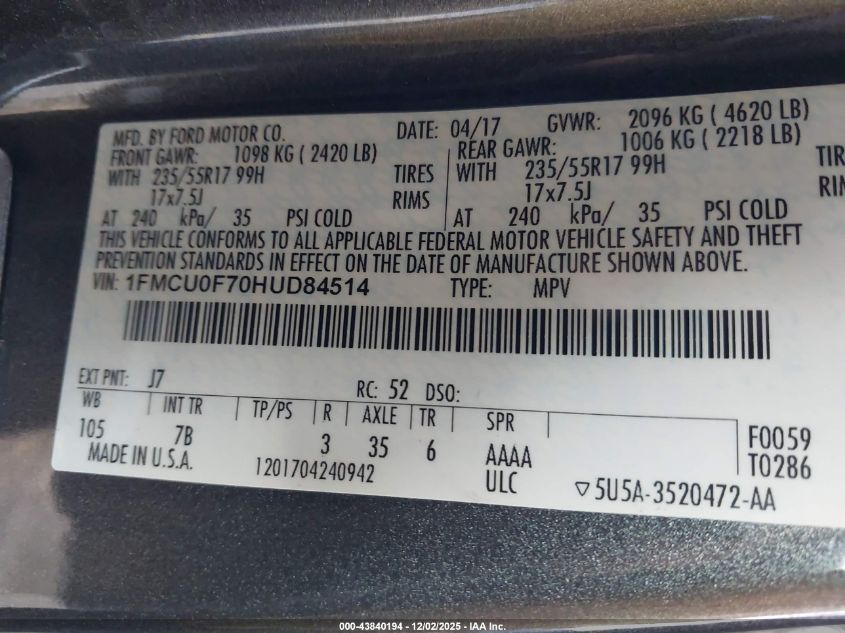 MFD. BY FORD MOTOR CO. DATE: 04/17 GVWR: 2096 KG ( 4620 LB)
FRONT GAWR: 1098 KG ( 2420 LB) REAR GAWR: 1006 KG ( 2218 LB)
WITH 235/55R17 99H TIRES WITH 235/55R17 99H TIR
17x7.5J RIMS 17x7.5J RIM
AT 240 kPa/ 35 PSI COLD AT 240 kPa/ 35 PSI COLD
THIS VEHICLE CONFORMS TO ALL APPLICABLE FEDERAL MOTOR VEHICLE SAFETY AND THEFT
PREVENTION STANDARDS IN EFFECT ON THE DATE OF MANUFACTURE SHOWN ABOVE.
VIN: 1FMCU0F70HUD84514 TYPE: MPV
EXT PNT: J7 RC: 52 DSO:
WB INT TR TP/PS R AXLE TR SPR
105 7B 3 35 6 AAAA F0059
MADE IN U.S.A. 1201704240942 ULC T0286
▽5U5A-3520472-AA
000-43840194 - 12/02/2025 - IAA Inc.